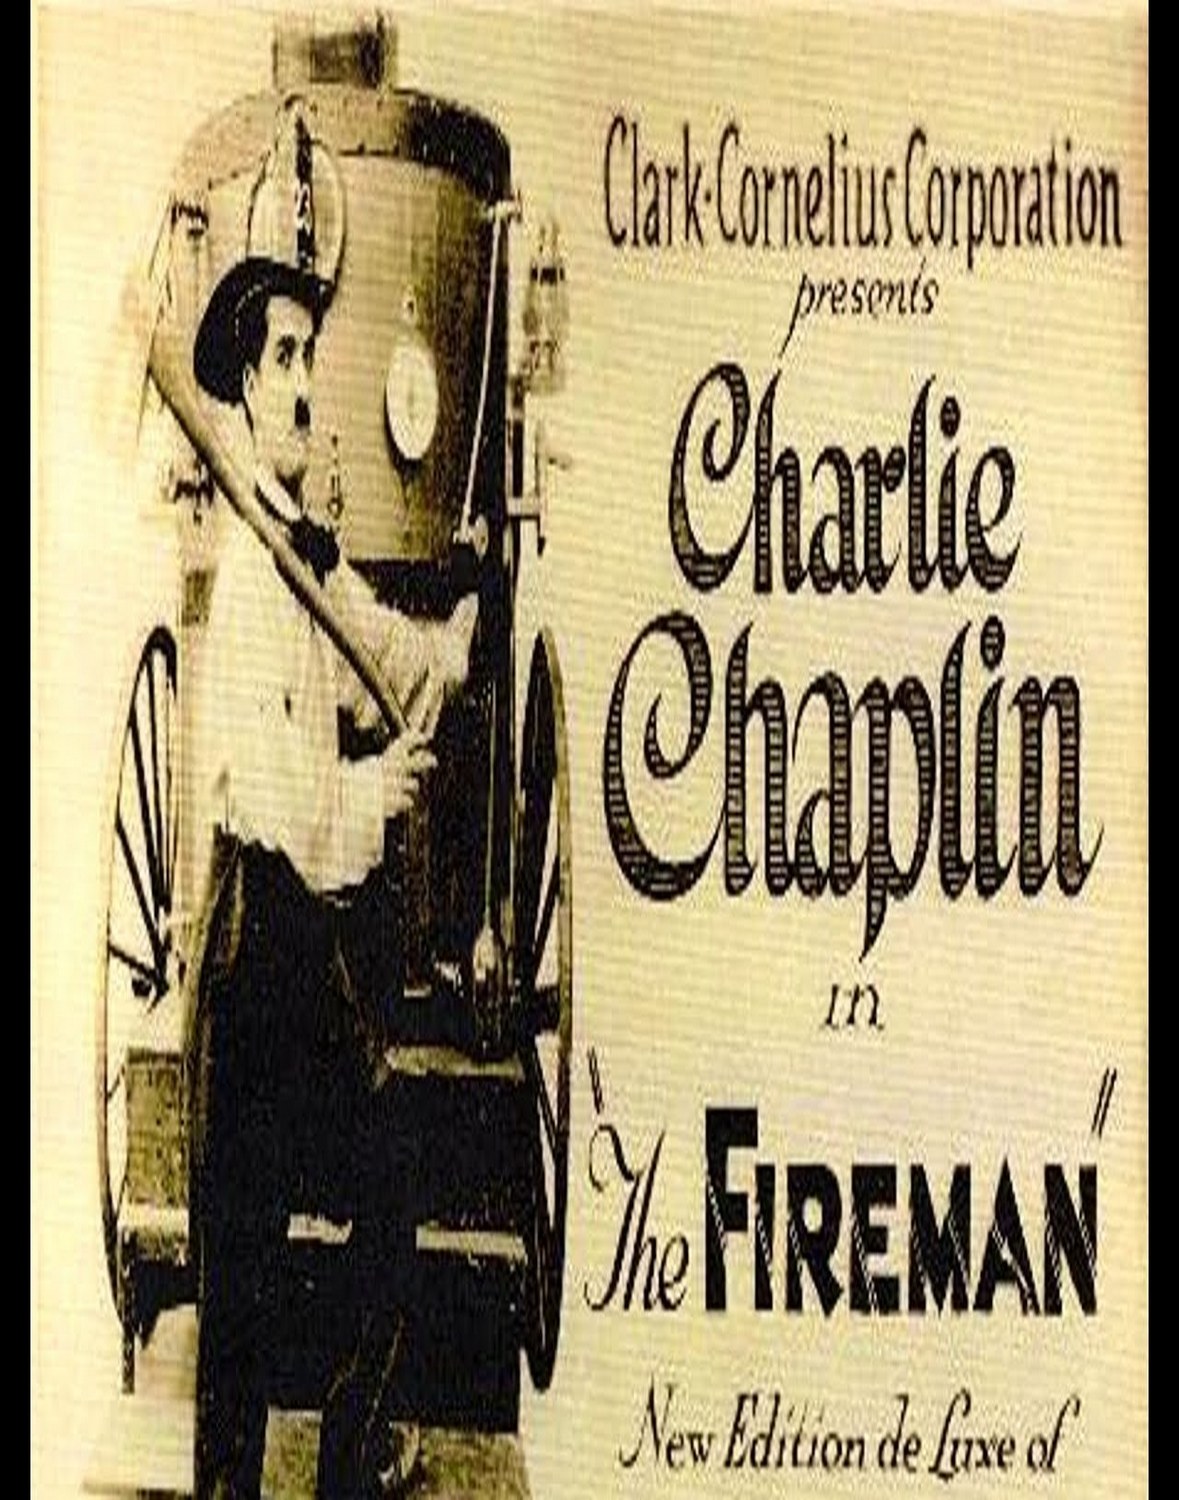 Clark-Cornelius Corporation
presents
Charlie
Chaplin
in
"The FIREMAN"
New Edition de Luxe of